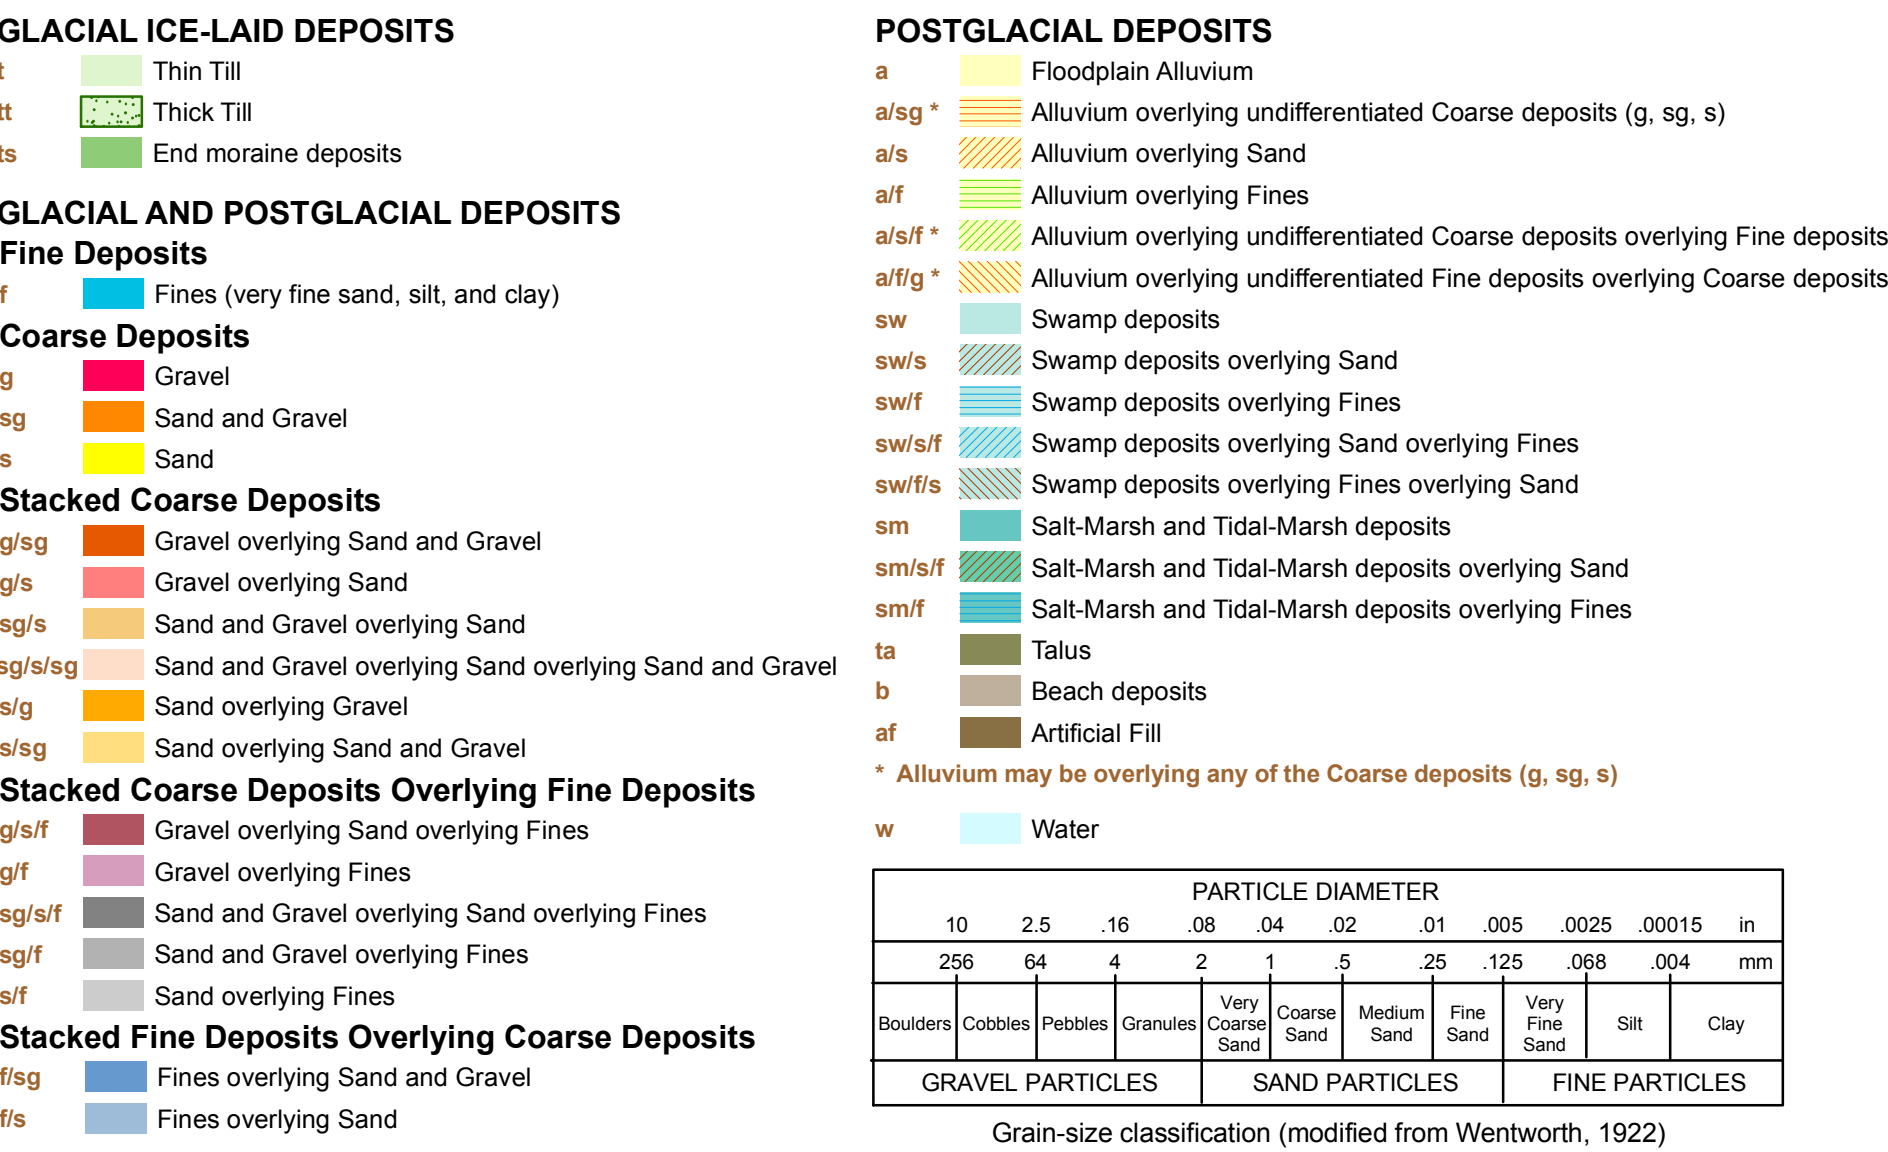 GLACIAL ICE-LAID DEPOSITS
t Thin Till
tt Thick Till
ts End moraine deposits
GLACIAL AND POSTGLACIAL DEPOSITS
Fine Deposits
f Fines (very fine sand, silt, and clay)
Coarse Deposits
g Gravel
sg Sand and Gravel
s Sand
Stacked Coarse Deposits
g/sg Gravel overlying Sand and Gravel
g/s Gravel overlying Sand
sg/s Sand and Gravel overlying Sand
sg/s/sg Sand and Gravel overlying Sand overlying Sand and Gravel
s/g Sand overlying Gravel
s/sg Sand overlying Sand and Gravel
Stacked Coarse Deposits Overlying Fine Deposits
g/s/f Gravel overlying Sand overlying Fines
g/f Gravel overlying Fines
sg/s/f Sand and Gravel overlying Sand overlying Fines
sg/f Sand and Gravel overlying Fines
s/f Sand overlying Fines
Stacked Fine Deposits Overlying Coarse Deposits
f/sg Fines overlying Sand and Gravel
f/s Fines overlying Sand
POSTGLACIAL DEPOSITS
a Floodplain Alluvium
a/sg * Alluvium overlying undifferentiated Coarse deposits (g, sg, s)
a/s Alluvium overlying Sand
a/f Alluvium overlying Fines
a/s/f * Alluvium overlying undifferentiated Coarse deposits overlying Fine deposits
a/f/g * Alluvium overlying undifferentiated Fine deposits overlying Coarse deposits
sw Swamp deposits
sw/s Swamp deposits overlying Sand
sw/f Swamp deposits overlying Fines
sw/s/f Swamp deposits overlying Sand overlying Fines
sw/f/s Swamp deposits overlying Fines overlying Sand
sm Salt-Marsh and Tidal-Marsh deposits
sm/s/f Salt-Marsh and Tidal-Marsh deposits overlying Sand
sm/f Salt-Marsh and Tidal-Marsh deposits overlying Fines
ta Talus
b Beach deposits
af Artificial Fill
* Alluvium may be overlying any of the Coarse deposits (g, sg, s)
w Water
PARTICLE DIAMETER
10 2.5 .16 .08 .04 .02 .01 .005 .0025 .00015 in
256 64 4 2 1 .5 .25 .125 .068 .004 mm
Boulders Cobbles Pebbles Granules Very Coarse Sand Coarse Sand Medium Sand Fine Sand Very Fine Sand Silt Clay
GRAVEL PARTICLES SAND PARTICLES FINE PARTICLES
Grain-size classification (modified from Wentworth, 1922)